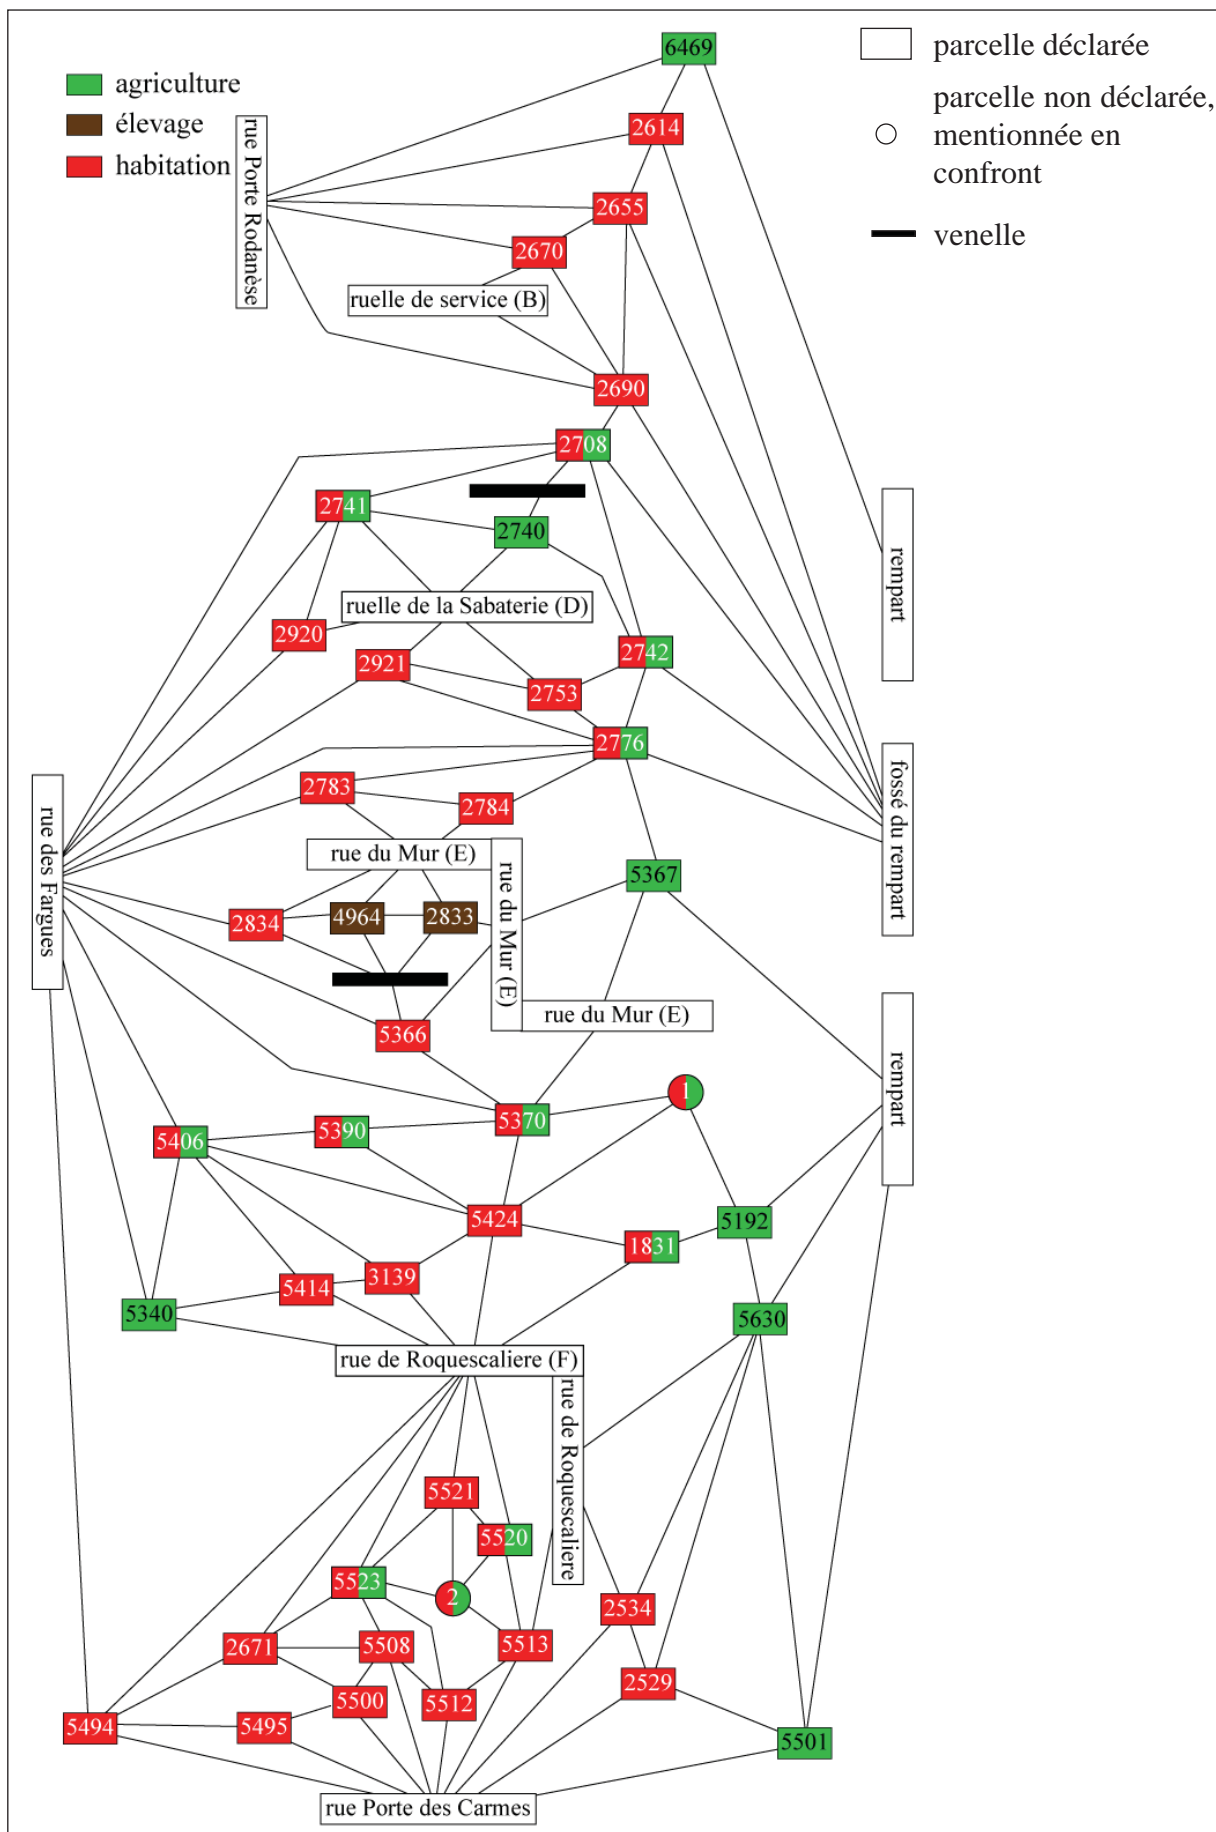 6469
parcelle déclarée
agriculture
parcelle non déclarée,
mentionnée en
confront
élevage
habitation
rue Porte Rodanèse
2614
2655
venelle
2670
ruelle de service (B)
2690
2708
2741
2740
rempart
ruelle de la Sabaterie (D)
2920
2742
2921
2753
2776
fossé du rempart
2783
2784
rue des Fargues
rue du Mur (E)
rue du Mur (E)
5367
2834
4964
2833
rue du Mur (E)
5366
rempart
1
5370
5390
5406
5424
5192
1831
3139
5414
5340
5630
rue de Roquescaliere (F)
rue de Roquescaliere
5521
5520
5523
2
2534
5513
2671
5508
2529
5500
5512
5494
5495
5501
rue Porte des Carmes